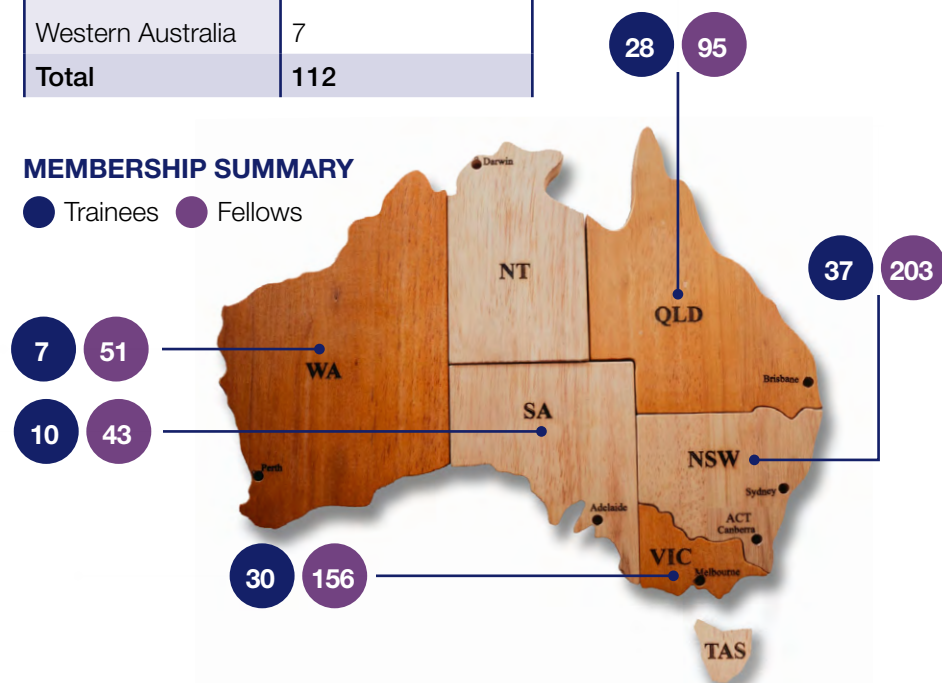 Western Australia 7
Total 112
28 95
MEMBERSHIP SUMMARY
Trainees Fellows
Darwin
NT
37 203
QLD
7 51
WA
Brisbane
SA
10 43
NSW
Perth
Sydney
Adelaide
ACT
Canberra
VIC
30 156
Melbourne
TAS